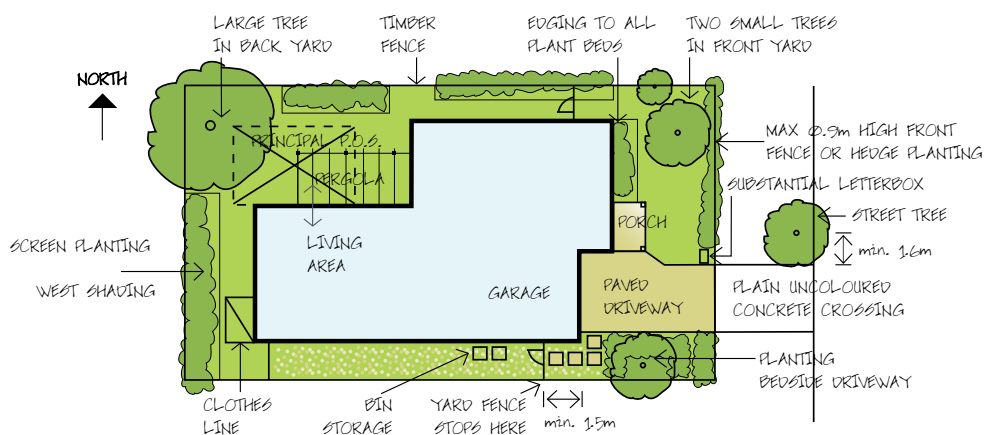 LARGE TREE
IN BACK YARD
TIMBER
FENCE
EDGING TO ALL
PLANT BEDS
TWO SMALL TREES
IN FRONT YARD
NORTH
MAX 0.9m HIGH FRONT
FENCE OR HEDGE PLANTING
PRINCIPAL P.O.S.
PERGOLA
SUBSTANTIAL LETTERBOX
STREET TREE
PORCH
SCREEN PLANTING
WEST SHADING
LIVING
AREA
min. 1.6m
GARAGE
PAVED
DRIVEWAY
PLAIN UNCOLOURED
CONCRETE CROSSING
PLANTING
BEDSIDE DRIVEWAY
CLOTHES
LINE
BIN
STORAGE
YARD FENCE
STOPS HERE
min. 1.5m